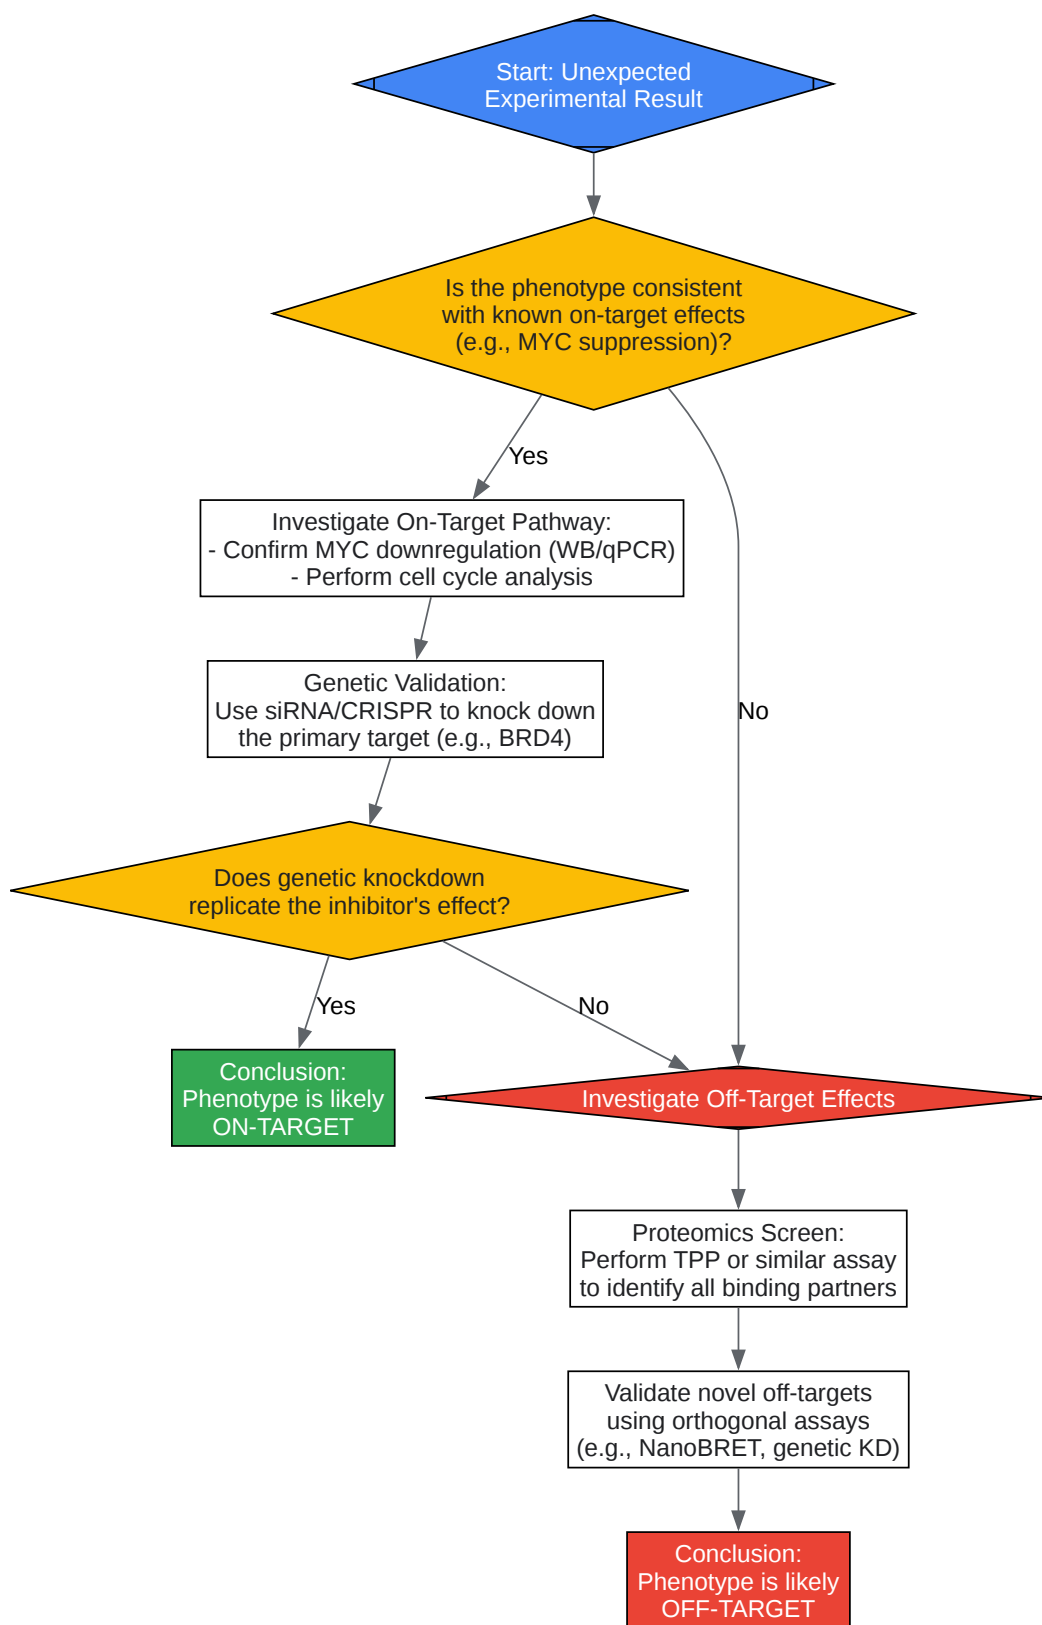 Start: Unexpected
Experimental Result
Is the phenotype consistent
with known on-target effects
(e.g., MYC suppression)?
Yes
Investigate On-Target Pathway:
- Confirm MYC downregulation (WB/qPCR)
- Perform cell cycle analysis
Genetic Validation:
Use siRNA/CRISPR to knock down
the primary target (e.g., BRD4)
No
Does genetic knockdown
replicate the inhibitor's effect?
Yes
No
Conclusion:
Phenotype is likely
ON-TARGET
Investigate Off-Target Effects
Proteomics Screen:
Perform TPP or similar assay
to identify all binding partners
Validate novel off-targets
using orthogonal assays
(e.g., NanoBRET, genetic KD)
Conclusion:
Phenotype is likely
OFF-TARGET